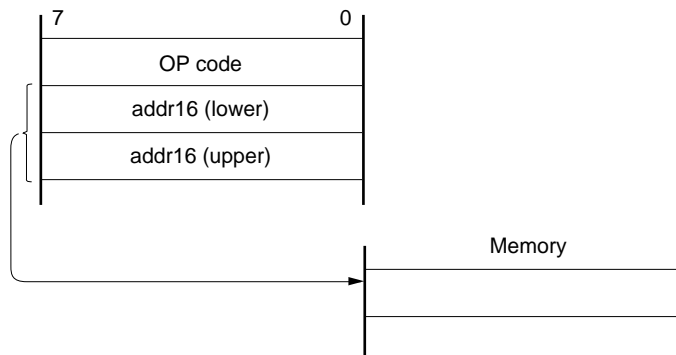 7 0
OP code
addr16 (lower)
addr16 (upper)
Memory